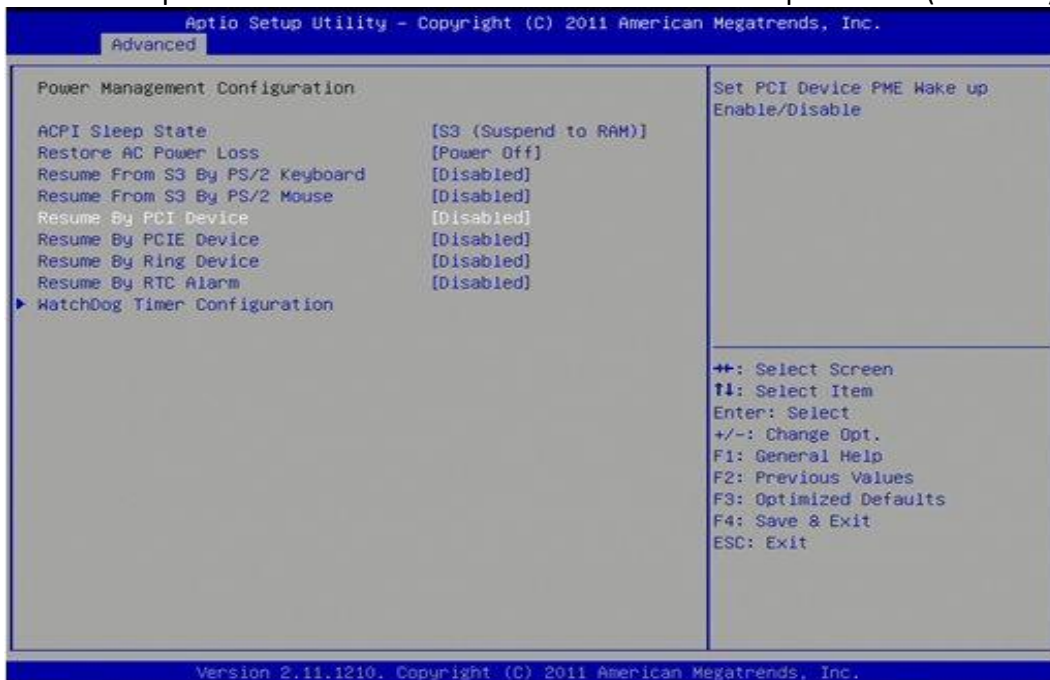 Aptio Setup Utility – Copyright (C) 2011 American Megatrends, Inc.
Advanced
Power Management Configuration
ACPI Sleep State [S3 (Suspend to RAM)]
Restore AC Power Loss [Power Off]
Resume From S3 By PS/2 Keyboard [Disabled]
Resume From S3 By PS/2 Mouse [Disabled]
Resume By PCI Device [Disabled]
Resume By PCIE Device [Disabled]
Resume By Ring Device [Disabled]
Resume By RTC Alarm [Disabled]
▶ WatchDog Timer Configuration
Set PCI Device PME Wake up
Enable/Disable
→←: Select Screen
↑↓: Select Item
Enter: Select
+/-: Change Opt.
F1: General Help
F2: Previous Values
F3: Optimized Defaults
F4: Save & Exit
ESC: Exit
Version 2.11.1210. Copyright (C) 2011 American Megatrends, Inc.